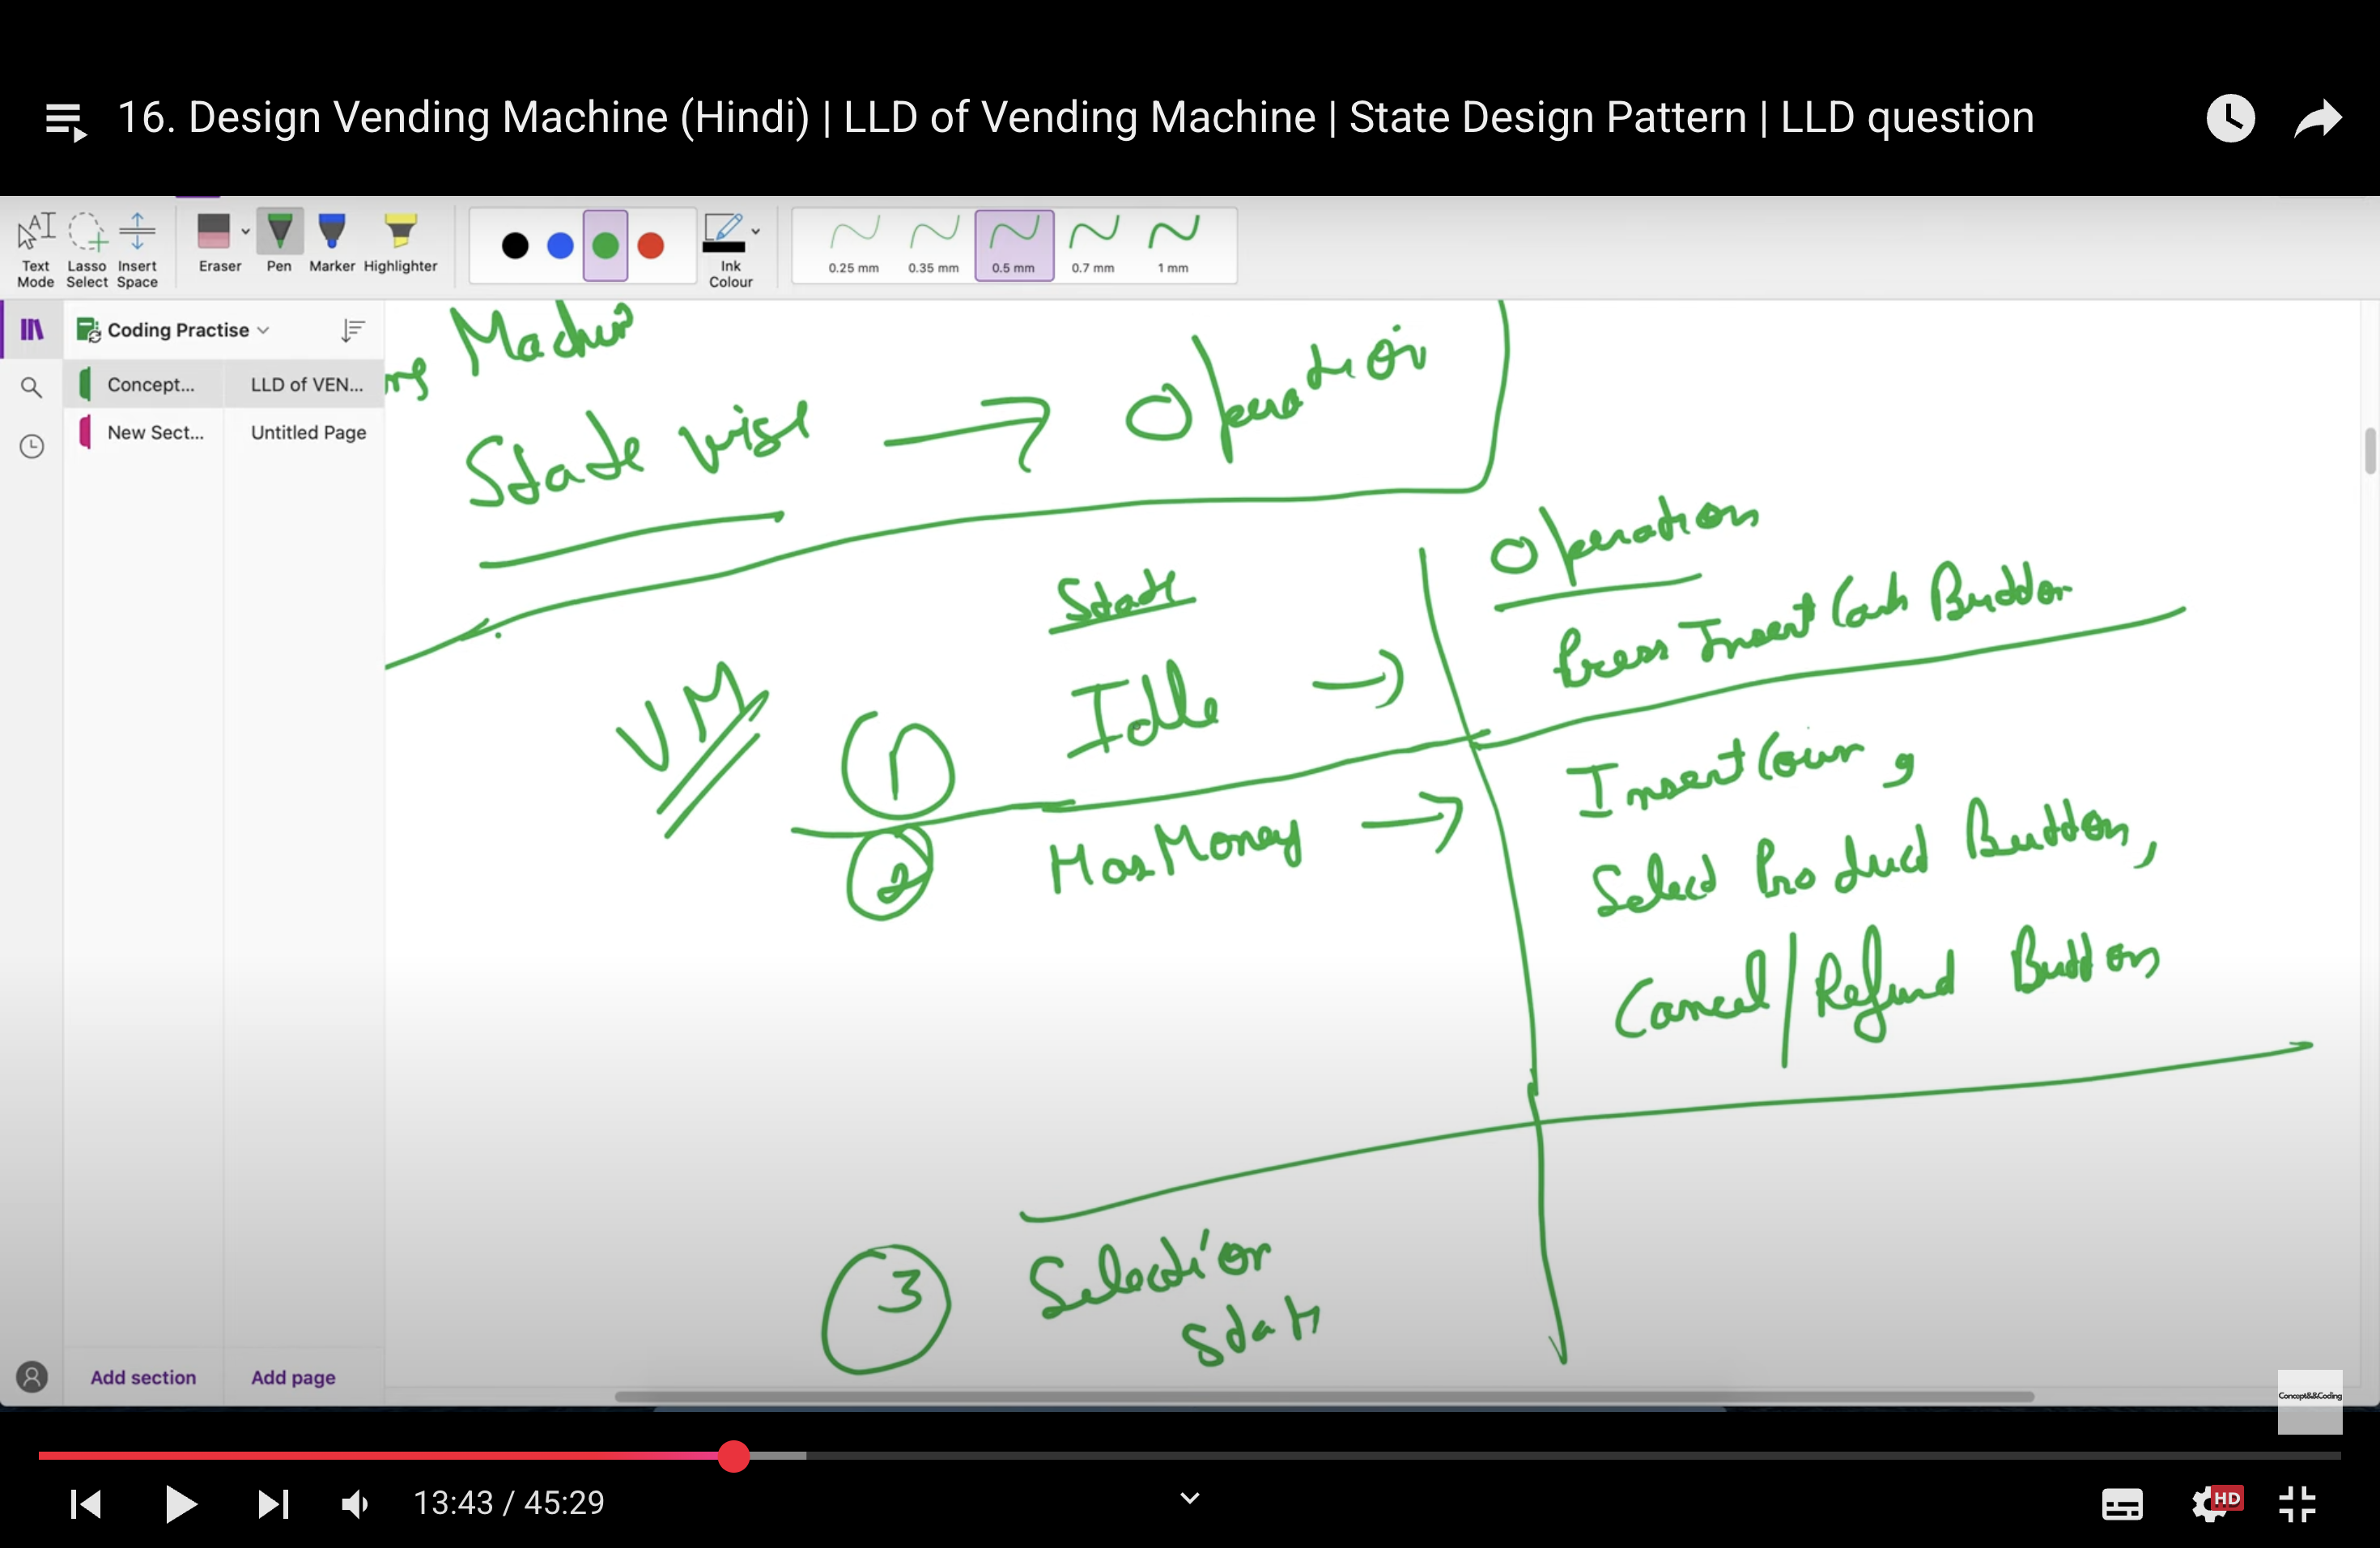 16. Design Vending Machine (Hindi) | LLD of Vending Machine | State Design Pattern | LLD question
Text Mode
Lasso Select
Insert Space
Eraser
Pen
Marker
Highlighter
Ink Colour
0.25 mm
0.35 mm
0.5 mm
0.7 mm
1 mm
Coding Practise
Concept...
LLD of VEN...
New Sect...
Untitled Page
ng Machin
State wise → Operation
State
Operation
VM
1 Idle →
Press Insert Cash Button
2 HasMoney →
Insert Coin,
Select Product Button,
Cancel/Refund Button
3 Selection
State
Add section
Add page
Concept&&Coding
13:43 / 45:29
HD